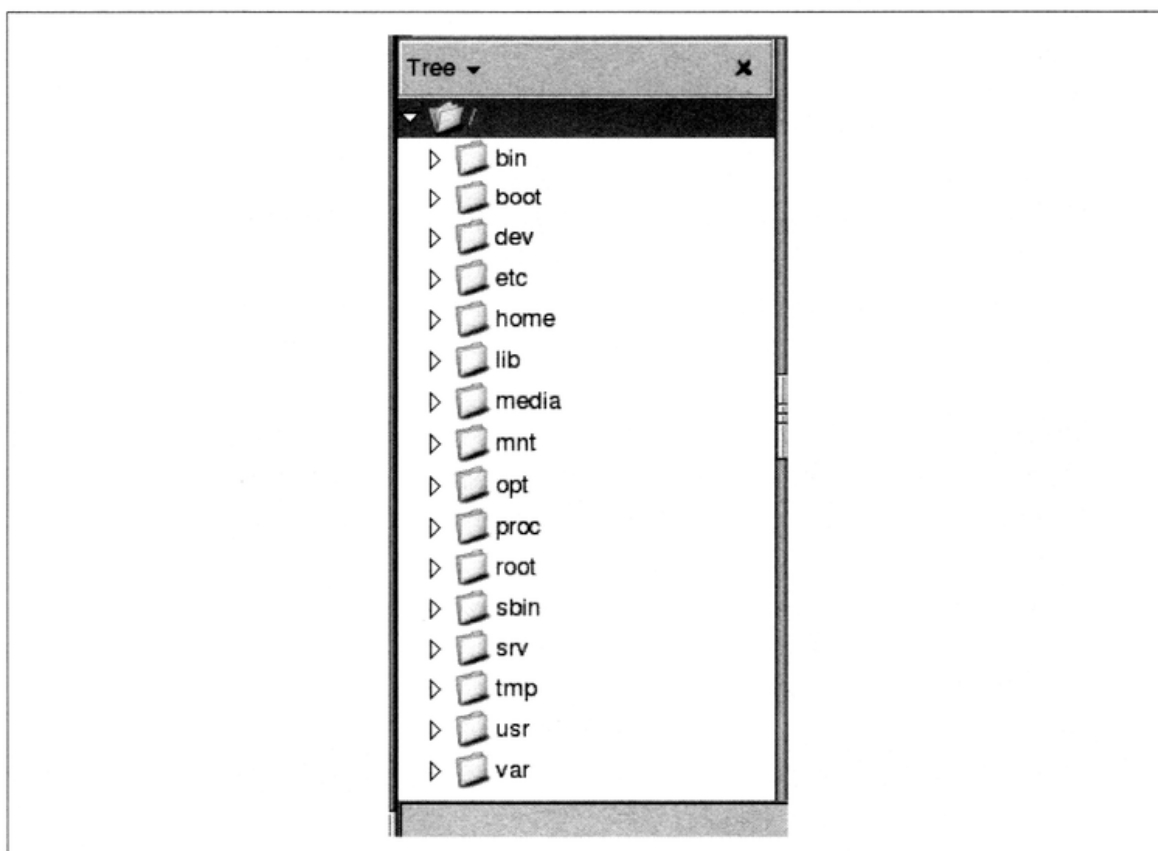 Tree
/
bin
boot
dev
etc
home
lib
media
mnt
opt
proc
root
sbin
srv
tmp
usr
var